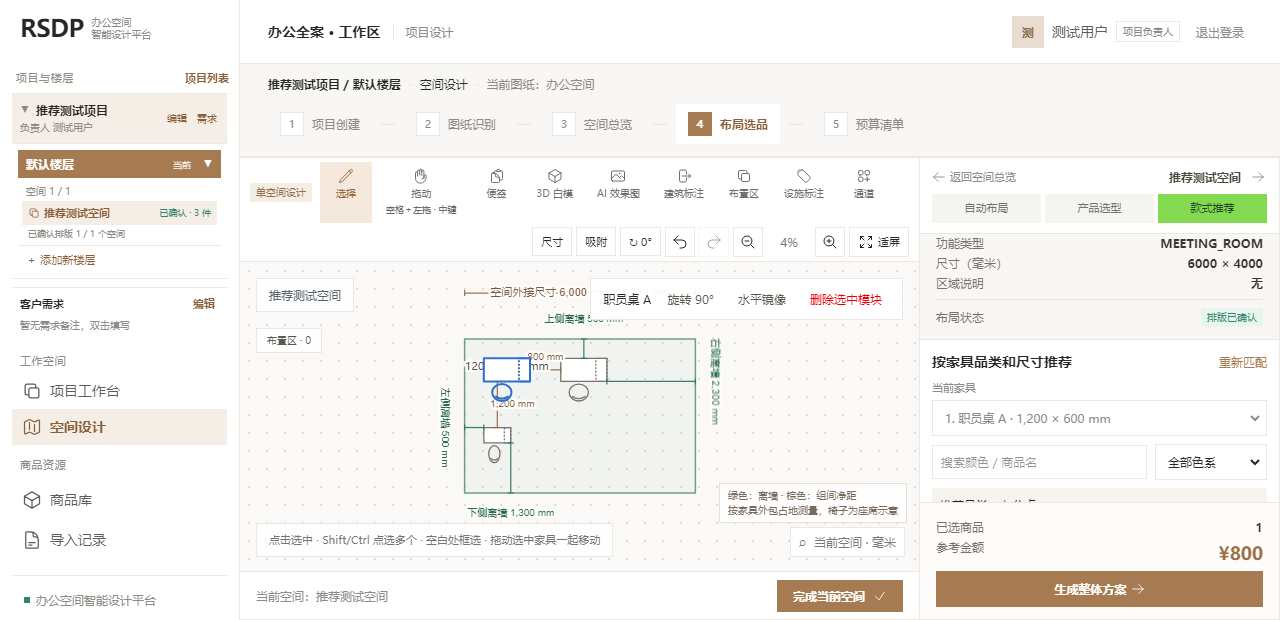 RSDP 办公空间
智能设计平台
项目与楼层 项目列表
▼ 推荐测试项目 编辑 需求
负责人 测试用户
默认楼层 当前 ▼
空间 1 / 1
推荐测试空间 已确认 · 3 件
已确认排版 1 / 1 个空间
+ 添加新楼层
客户需求 编辑
暂无需求备注，双击填写
工作空间
项目工作台
空间设计
商品资源
商品库
导入记录
办公空间智能设计平台
办公全案 • 工作区 项目设计
测 测试用户 项目负责人 退出登录
推荐测试项目 / 默认楼层 · 空间设计 · 当前图纸：办公空间
1 项目创建
2 图纸识别
3 空间总览
4 布局选品
5 预算清单
单空间设计
选择
拖动
空格 + 左拖 · 中键
便签
3D 白模
AI 效果图
建筑标注
布置区
设施标注
通道
尺寸 吸附 ↻ 0° 4% 适屏
推荐测试空间
布置区 · 0
空间外接尺寸·6,000
职员桌 A 旋转 90° 水平镜像 删除选中模块
上侧离墙
800 mm
120
mm
1,200 mm
左侧离墙 500 mm
右侧离墙 2,300 mm
下侧离墙 1,300 mm
绿色：离墙 · 棕色：组间净距
按家具外包占地测量，椅子为座席示意
点击选中 · Shift/Ctrl 点选多个 · 空白处框选 · 拖动选中家具一起移动
当前空间 · 毫米
当前空间：推荐测试空间
完成当前空间 ✓
← 返回空间总览 推荐测试空间 →
自动布局 产品选型 款式推荐
功能类型 MEETING_ROOM
尺寸（毫米） 6000 × 4000
区域说明 无
布局状态 排版已确认
按家具品类和尺寸推荐 重新匹配
当前家具
1. 职员桌 A · 1,200 × 600 mm
搜索颜色 / 商品名 全部色系
已选商品 1
参考金额 ¥800
生成整体方案 →